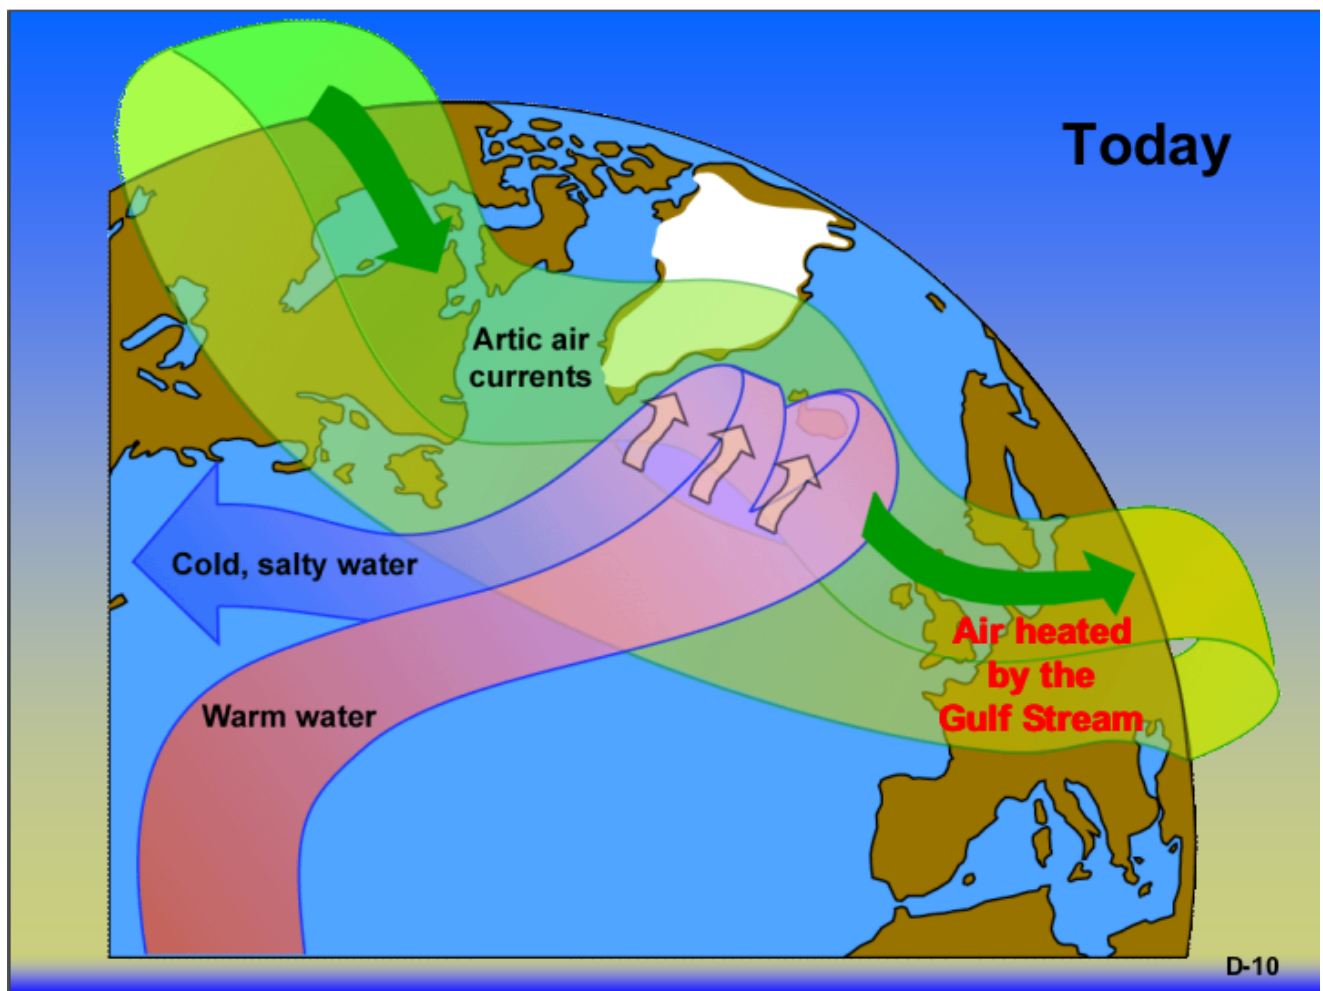 Today
Artic air
currents
Cold, salty water
Air heated
by the
Gulf Stream
Warm water
D-10